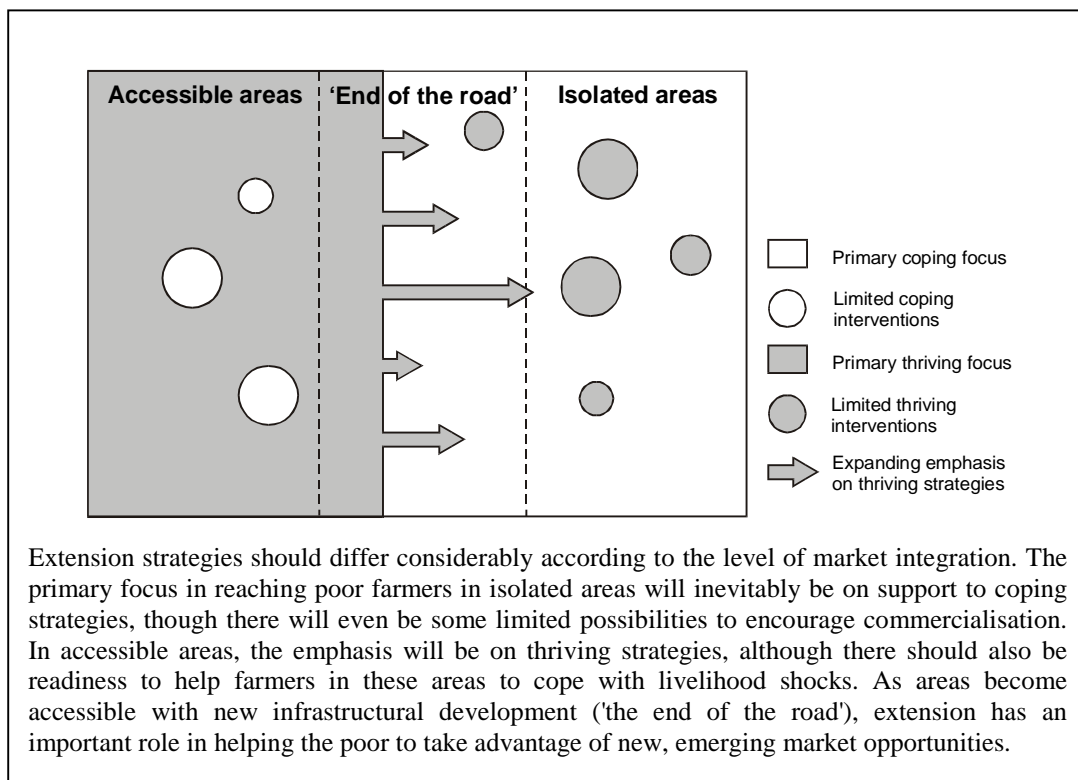 Accessible areas
‘End of the road’
Isolated areas
Primary coping focus
Limited coping
interventions
Primary thriving focus
Limited thriving
interventions
Expanding emphasis
on thriving strategies
Extension strategies should differ considerably according to the level of market integration. The
primary focus in reaching poor farmers in isolated areas will inevitably be on support to coping
strategies, though there will even be some limited possibilities to encourage commercialisation.
In accessible areas, the emphasis will be on thriving strategies, although there should also be
readiness to help farmers in these areas to cope with livelihood shocks. As areas become
accessible with new infrastructural development ('the end of the road'), extension has an
important role in helping the poor to take advantage of new, emerging market opportunities.